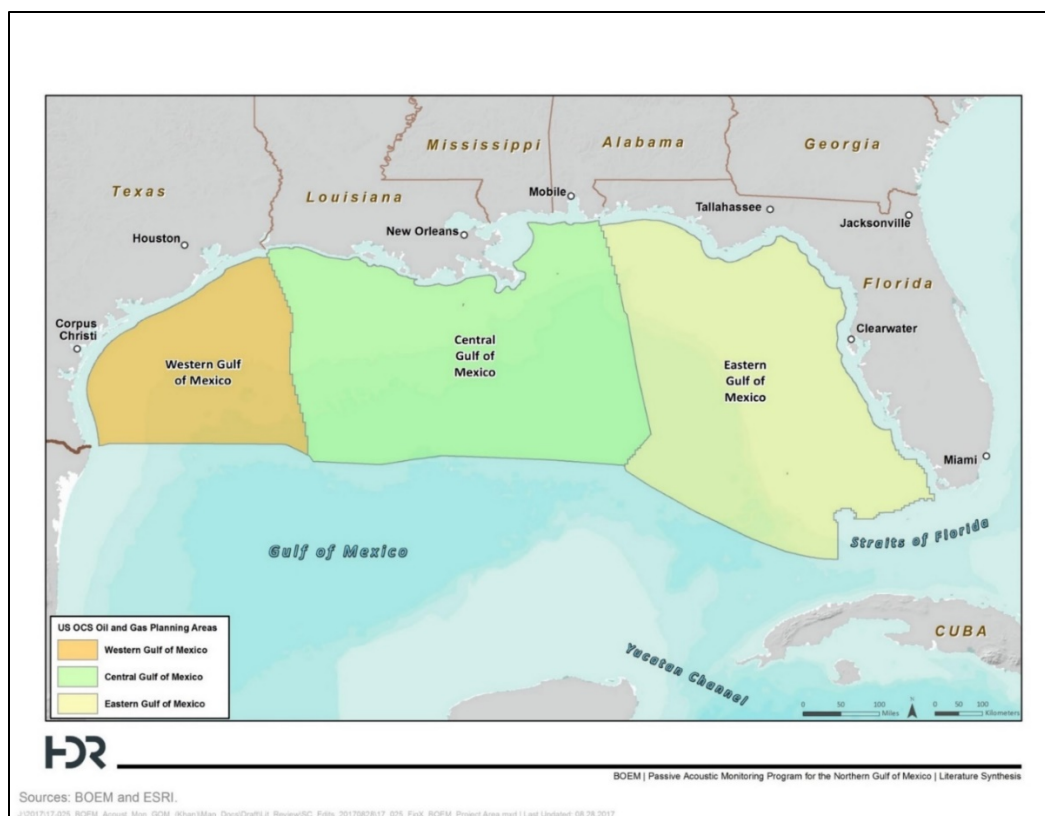 Mississippi
Alabama
Georgia
Texas
Louisiana
Mobile
Tallahassee
Jacksonville
Houston
New Orleans
Florida
Corpus
Christi
Clearwater
Western Gulf
of Mexico
Central
Gulf of
Mexico
Eastern
Gulf of
Mexico
Miami
Gulf of Mexico
Straits of Florida
US OCS Oil and Gas Planning Areas
Western Gulf of Mexico
Central Gulf of Mexico
Eastern Gulf of Mexico
Yucatan Channel
CUBA
N
0 50 100
Miles
0 50 100
Kilometers
HDR
BOEM | Passive Acoustic Monitoring Program for the Northern Gulf of Mexico | Literature Synthesis
Sources: BOEM and ESRI.